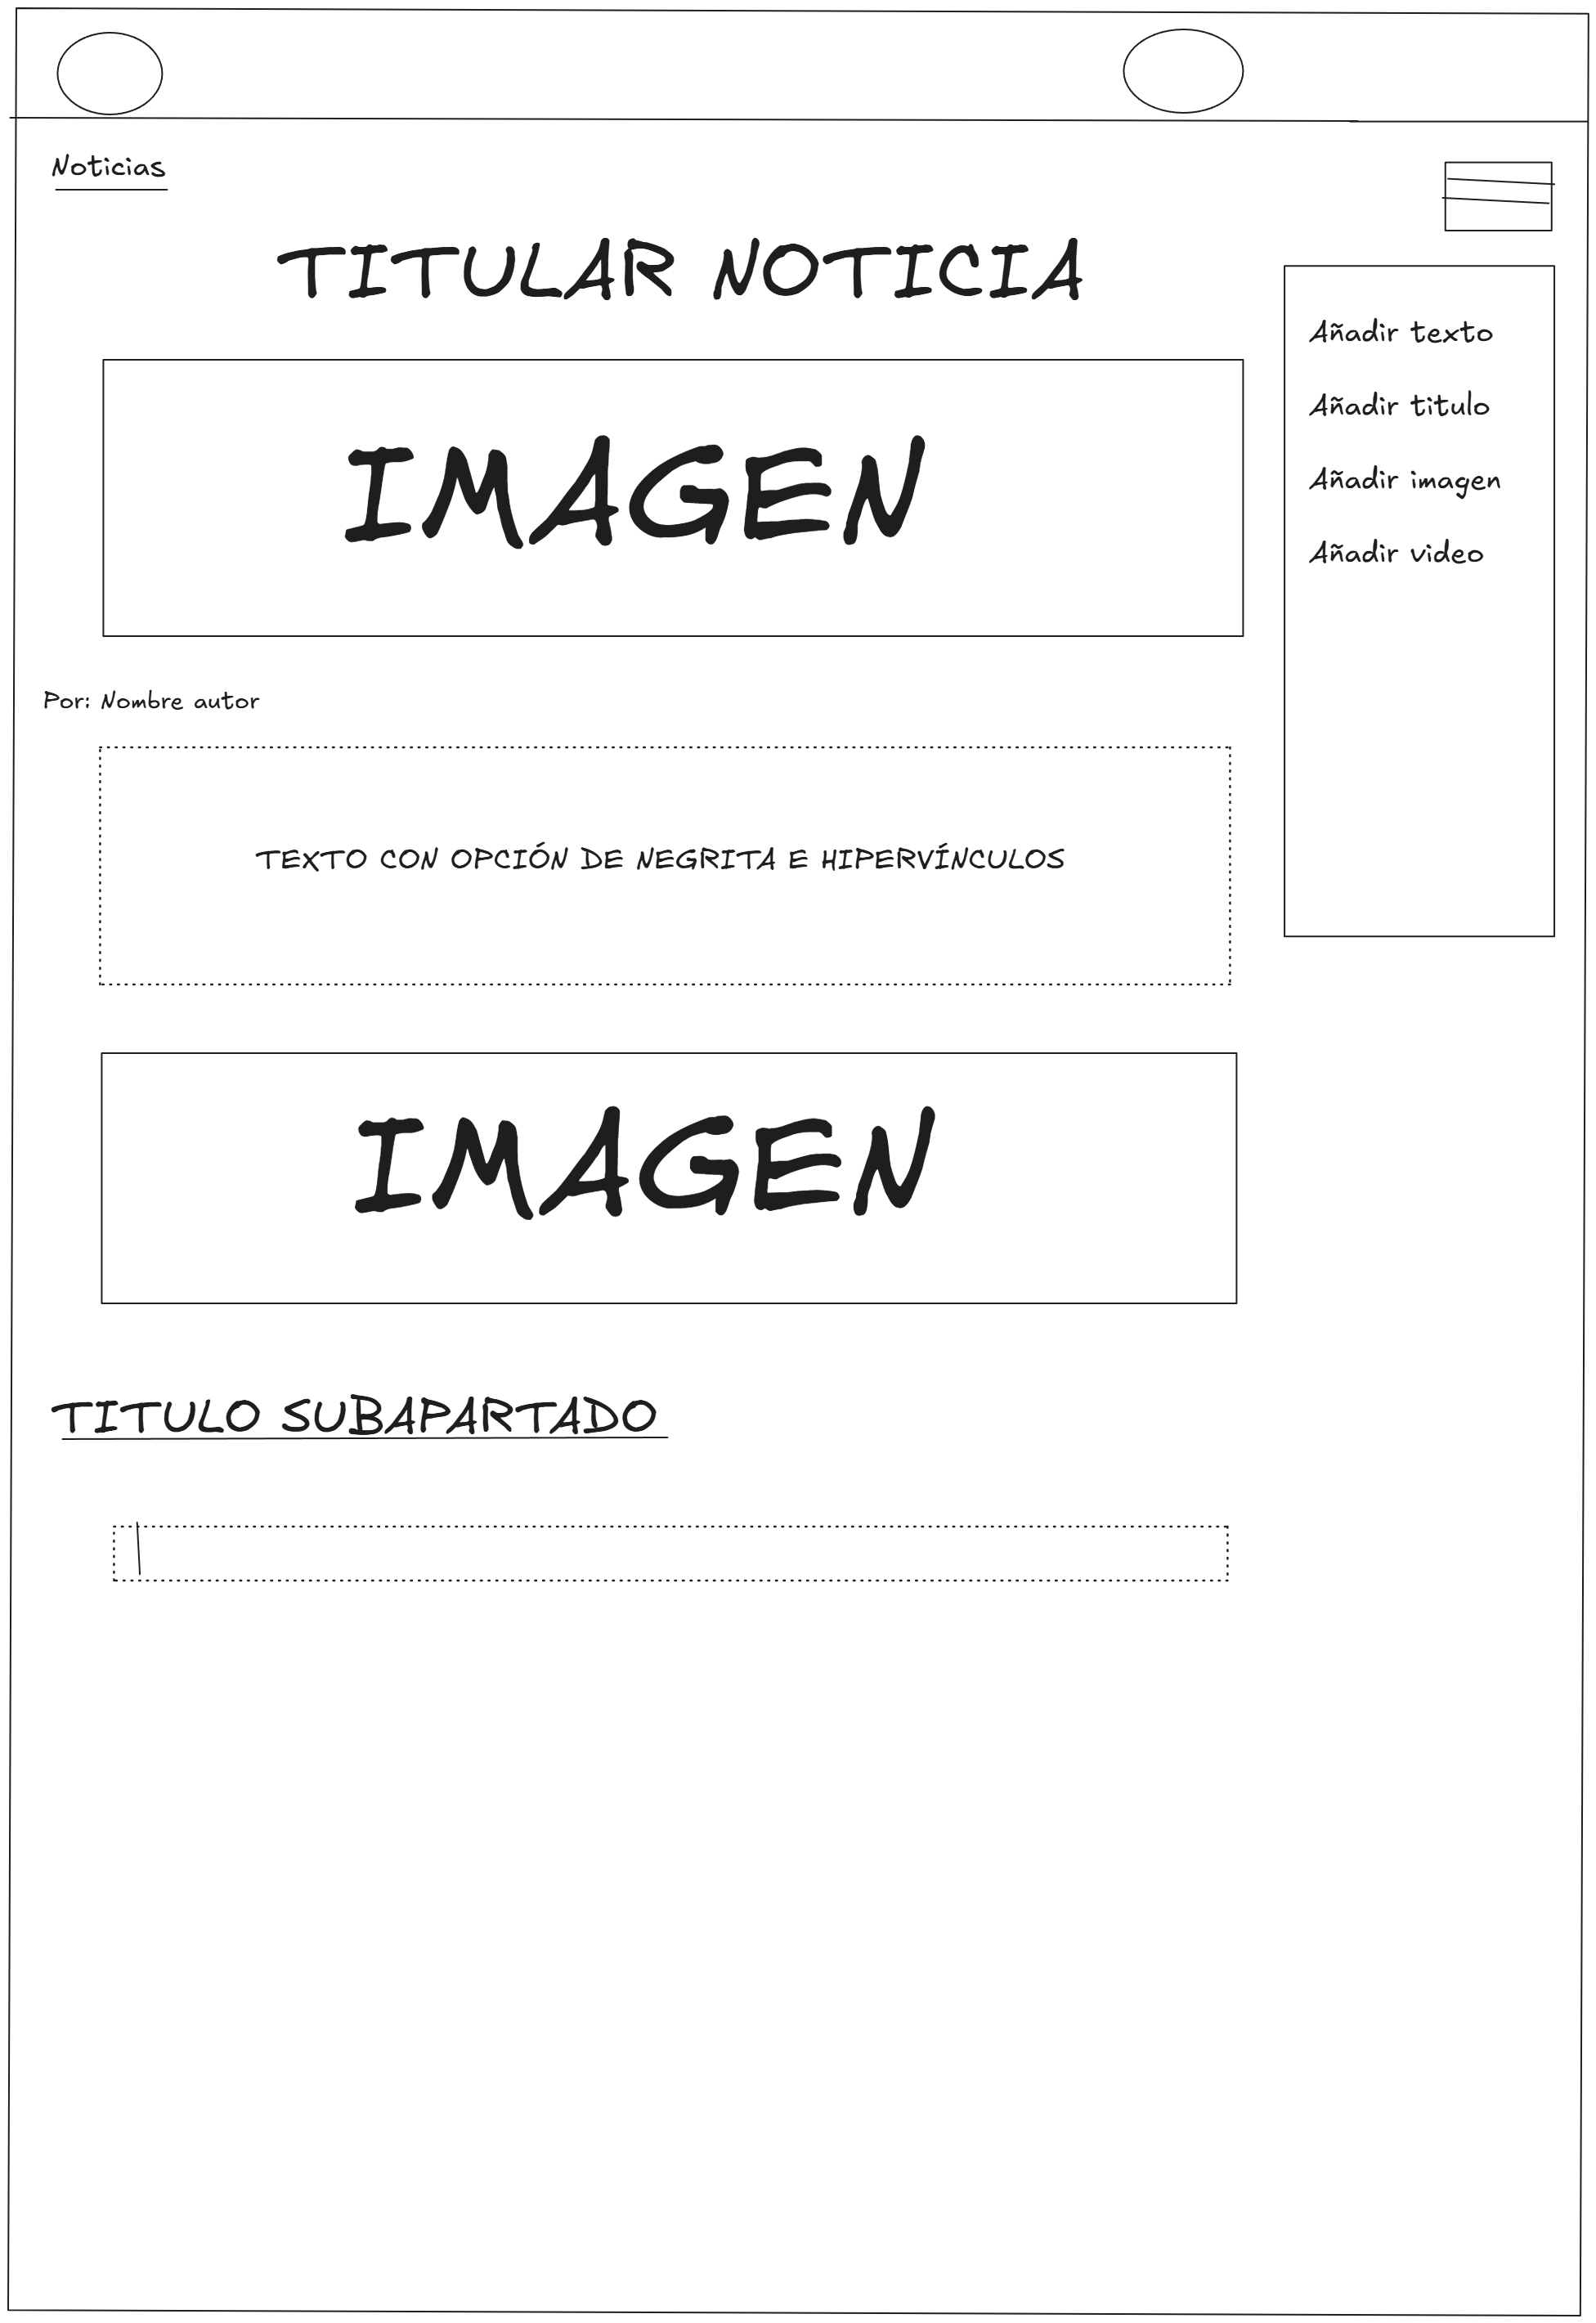 Noticias
TITULAR NOTICIA
IMAGEN
Por: Nombre autor
TEXTO CON OPCIÓN DE NEGRITA E HIPERVÍNCULOS
IMAGEN
TITULO SUBAPARTADO
Añadir texto
Añadir titulo
Añadir imagen
Añadir video